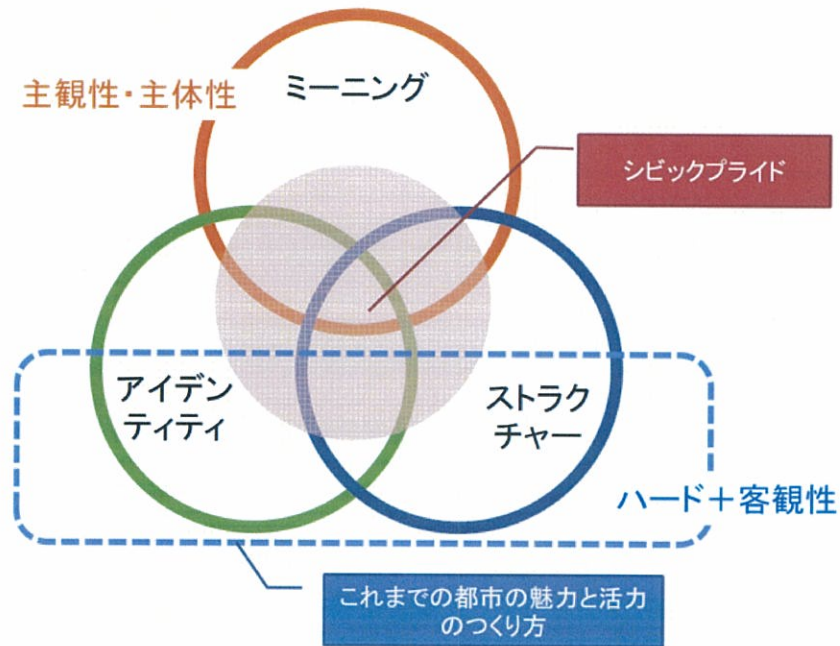 ミーニング
主観性・主体性
シビックプライド
アイデン
ティティ
ストラク
チャー
ハード＋客観性
これまでの都市の魅力と活力
のつくり方